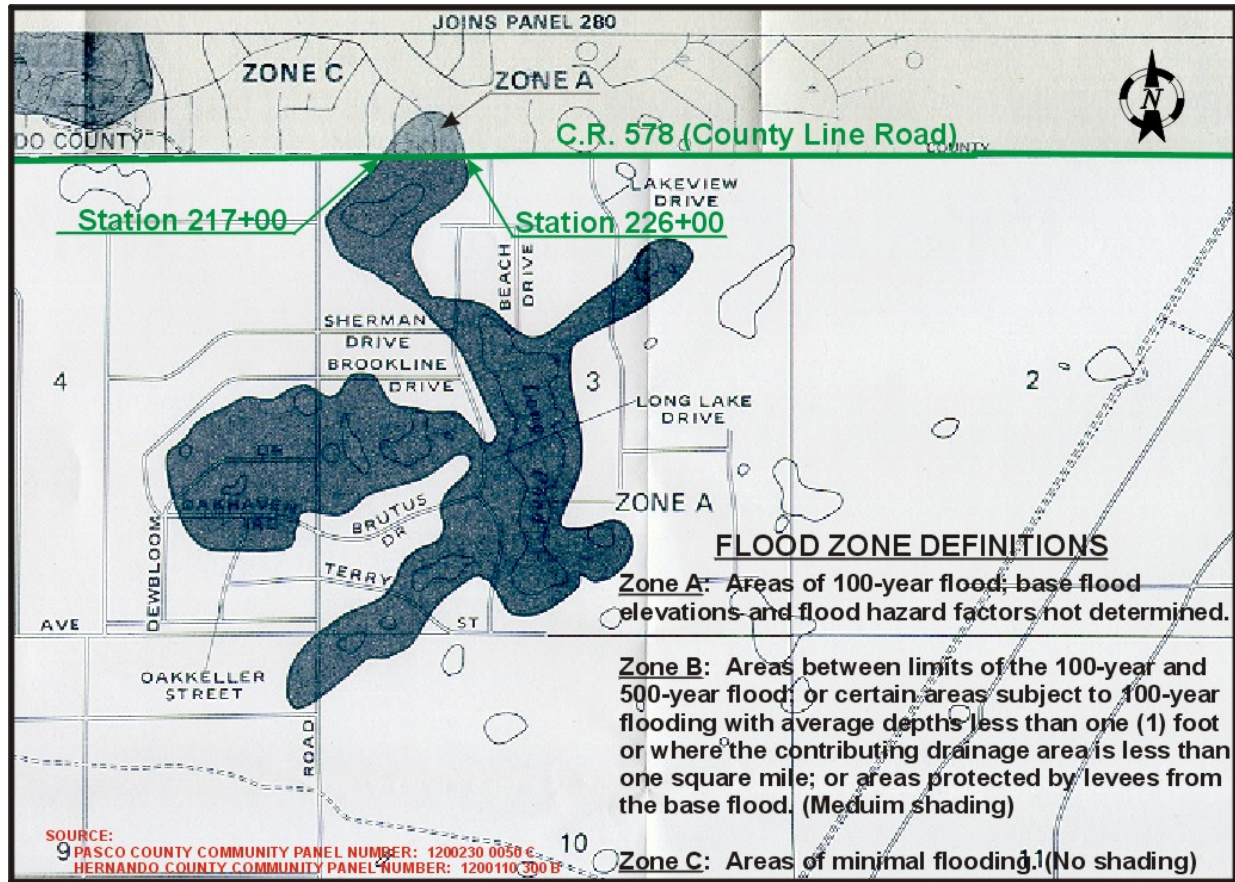 JOINS PANEL 280
ZONE C
ZONE A
N
DO COUNTY
C.R. 578 (County Line Road)
COUNTY
LAKEVIEW
DRIVE
Station 217+00
Station 226+00
BEACH
DRIVE
SHERMAN
DRIVE
BROOKLINE
DRIVE
4
3
2
LONG LAKE
DRIVE
DR
OAKHAVEN
BRUTUS
DR
ZONE A
DEWBLOOM
TERRY
ST
AVE
OAKKELLER
STREET
ROAD
FLOOD ZONE DEFINITIONS
Zone A: Areas of 100-year flood; base flood
elevations and flood hazard factors not determined.
Zone B: Areas between limits of the 100-year and
500-year flood; or certain areas subject to 100-year
flooding with average depths less than one (1) foot
or where the contributing drainage area is less than
one square mile; or areas protected by levees from
the base flood. (Meduim shading)
Zone C: Areas of minimal flooding. (No shading)
SOURCE:
PASCO COUNTY COMMUNITY PANEL NUMBER: 1200230 0050 C
HERNANDO COUNTY COMMUNITY PANEL NUMBER: 1200110 300 B
9
10
11